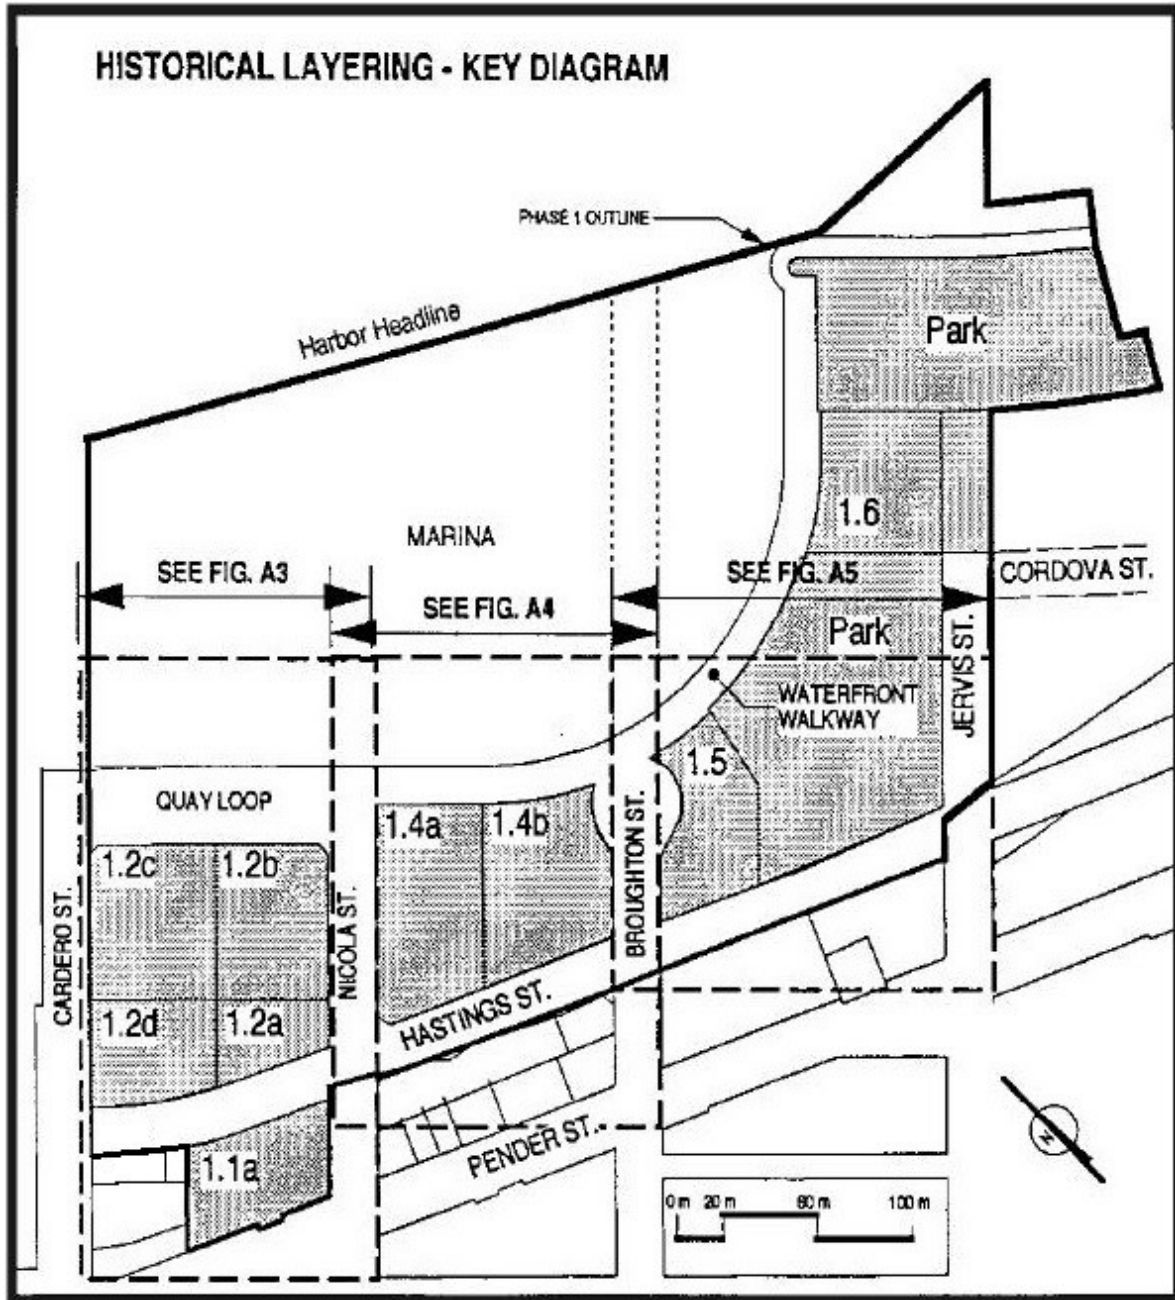 HISTORICAL LAYERING - KEY DIAGRAM
PHASE 1 OUTLINE
Harbor Headline
Park
1.6
MARINA
SEE FIG. A3
SEE FIG. A4
SEE FIG. A5
CORDOVA ST.
Park
JERVIS ST.
WATERFRONT
WALKWAY
1.5
QUAY LOOP
1.4a
1.4b
BROUGHTON ST.
1.2c
1.2b
NICOLA ST.
CARDERO ST.
1.2d
1.2a
HASTINGS ST.
1.1a
PENDER ST.
N
0 m 20 m 60 m 100 m